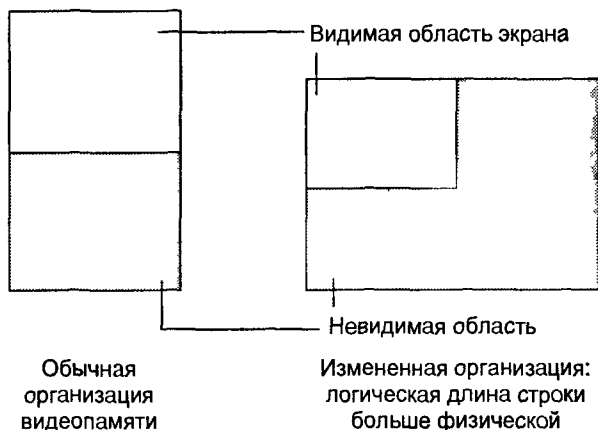 Видимая область экрана
Невидимая область
Обычная
организация
видеопамяти
Измененная организация:
логическая длина строки
больше физической